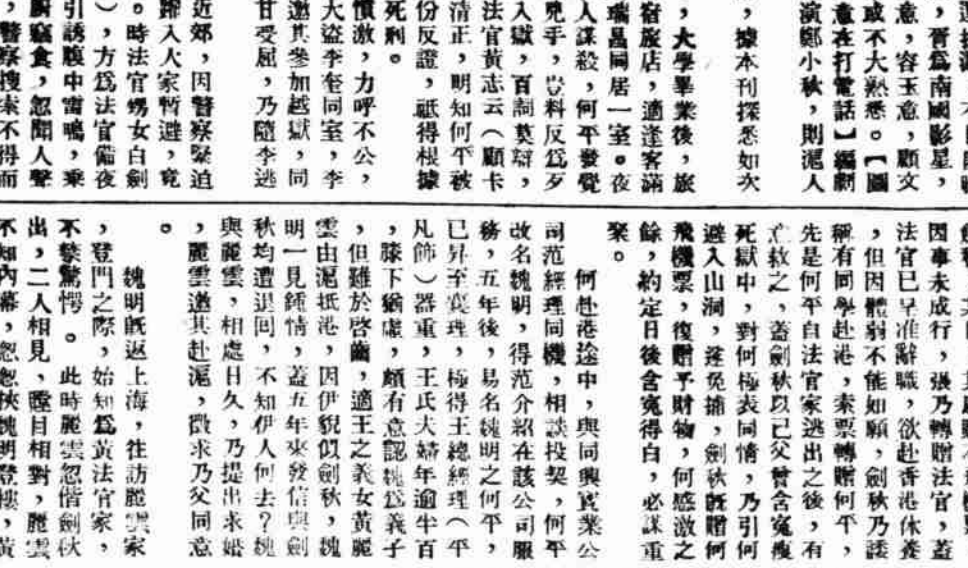 ，晉爲南國影星，
意，容玉意，顧文
或不大熟悉。【圖
意在打電話】編劇
演鄭小秋，則滬人
，據本刊探悉如次
，大學畢業後，旅
宿旅店，適逢客滿
瑞昌同居一室。夜
人謀殺，何平發覺
兇手，豈料反爲歹
入獄，百詞莫辯，
法官黃志云（顧卡
清正，明知何平被
份反證，祇得根據
死刑。
憤激，力呼不公，
大盜李奎同室，李
邀其參加越獄，同
甘受屈，乃隨李逃
近郊，因警察緊迫
躍入人家暫避，竟
。時法官甥女白劍
），方爲法官備夜
引誘腹中雷鳴，乘
竊食，忽聞人聲
，警察搜索不得而
因事未成行，張乃轉贈法官，蓋
法官已早准辭職，欲赴香港休養
，但因體弱不能如願，劍秋乃諉
稱有同學赴港，索票轉贈何平，
先是何平自法官家逃出之後，有
亡救之，蓋劍秋以已父曾含寃瘐
死獄中，對何極表同情，乃引何
避入山洞，遂免捕，劍秋旣贈何
飛機票，復贈予財物，何感激之
餘，約定日後含寃得白，必謀重
聚。
何赴港途中，與同興實業公
司范經理同機，相談投契，何平
改名魏明，得范介紹在該公司服
務，五年後，易名魏明之何平，
已昇至襄理，極得王總經理（平
凡飾）器重，王氏夫婦年逾半百
，膝下猶虛，頗有意認魏爲義子
，但雖於啓齒，適王之義女黃麗
雲由滬抵港，因伊貌似劍秋，魏
明一見鍾情，蓋五年來發信與劍
秋均遭退回，不知伊人何去？魏
與麗雲，相處日久，乃提出求婚
，麗雲邀其赴滬，徵求乃父同意
。
魏明旣返上海，往訪麗雲家
，登門之際，始知爲黃法官家，
不禁驚愕。此時麗雲忽偕劍秋
出，二人相見，瞠目相對，麗雲
不知內幕，忽忽挾魏明登樓，黃